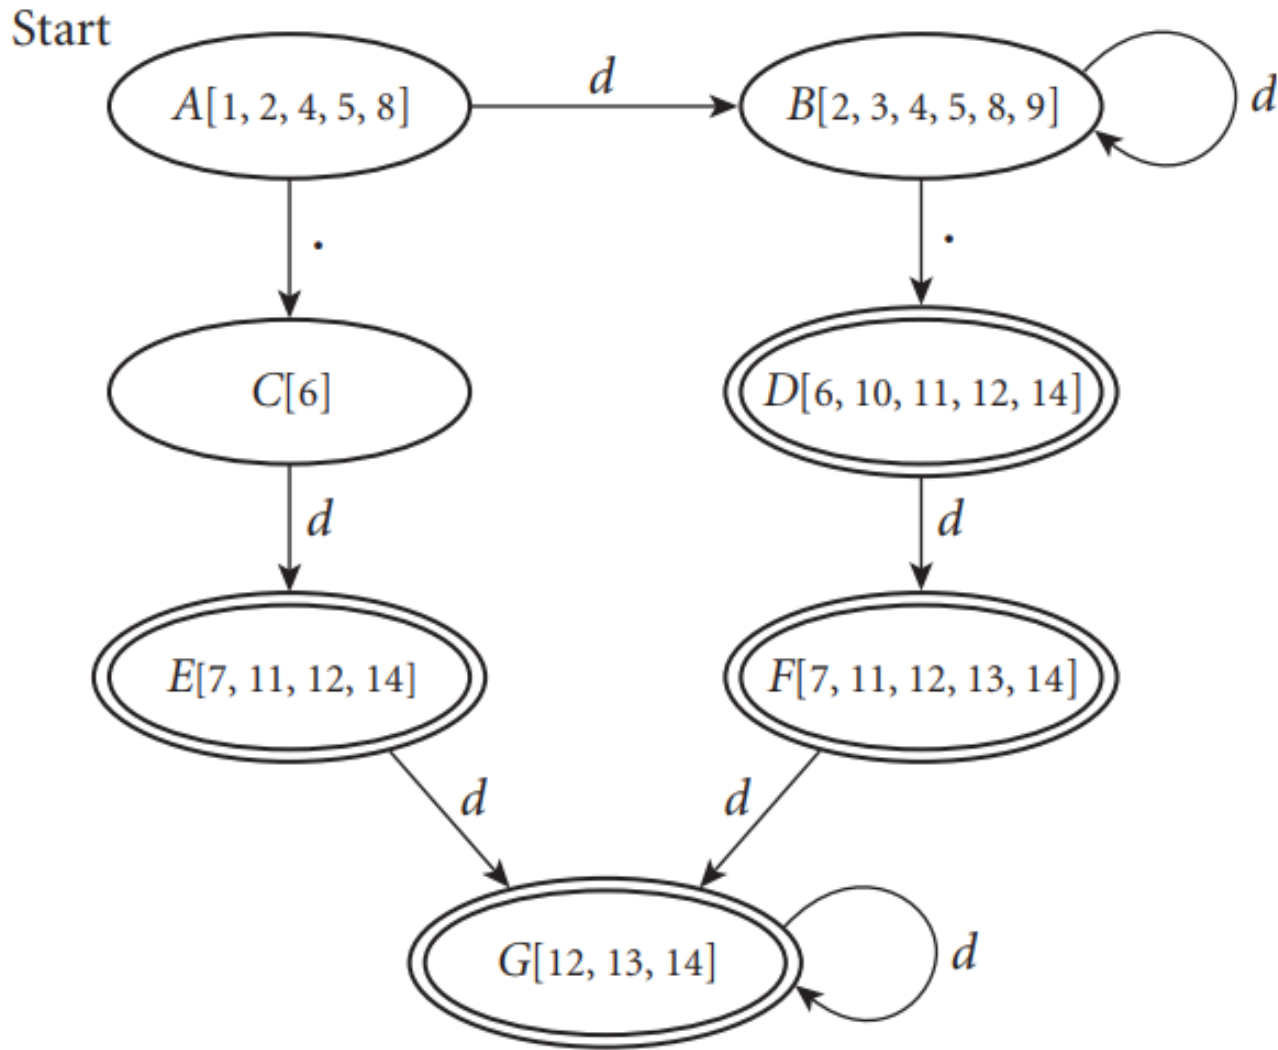 Start
A[1, 2, 4, 5, 8]
d
B[2, 3, 4, 5, 8, 9]
d
.
.
C[6]
D[6, 10, 11, 12, 14]
d
d
E[7, 11, 12, 14]
F[7, 11, 12, 13, 14]
d
d
G[12, 13, 14]
d